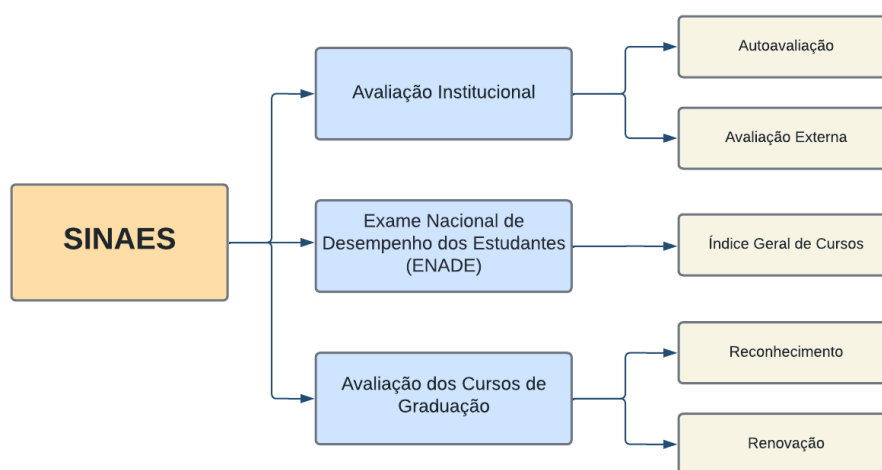 SINAES
Avaliação Institucional
Autoavaliação
Avaliação Externa
Exame Nacional de
Desempenho dos Estudantes
(ENADE)
Índice Geral de Cursos
Avaliação dos Cursos de
Graduação
Reconhecimento
Renovação